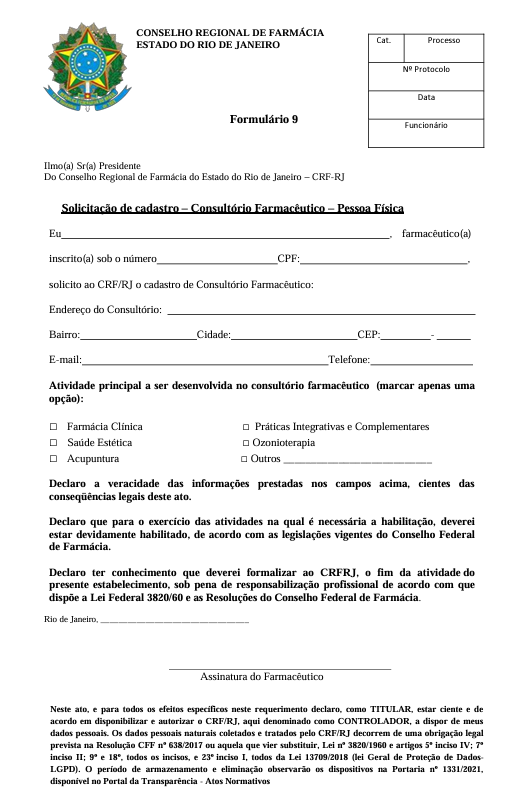 CONSELHO REGIONAL DE FARMÁCIA
ESTADO DO RIO DE JANEIRO
Cat. Processo
Nº Protocolo
Data
Formulário 9
Funcionário
Ilmo(a) Sr(a) Presidente
Do Conselho Regional de Farmácia do Estado do Rio de Janeiro – CRF-RJ
Solicitação de cadastro – Consultório Farmacêutico – Pessoa Física
Eu____________________, farmacêutico(a)
inscrito(a) sob o número____________________CPF:____________________,
solicito ao CRF/RJ o cadastro de Consultório Farmacêutico:
Endereço do Consultório: ____________________
Bairro:____________________Cidade:____________________CEP:_________- ______
E-mail:____________________Telefone:____________________
Atividade principal a ser desenvolvida no consultório farmacêutico (marcar apenas uma
opção):
☐ Farmácia Clínica ☐ Práticas Integrativas e Complementares
☐ Saúde Estética ☐ Ozonioterapia
☐ Acupuntura ☐ Outros ____________________
Declaro a veracidade das informações prestadas nos campos acima, cientes das
conseqüências legais deste ato.
Declaro que para o exercício das atividades na qual é necessária a habilitação, deverei
estar devidamente habilitado, de acordo com as legislações vigentes do Conselho Federal
de Farmácia.
Declaro ter conhecimento que deverei formalizar ao CRFRJ, o fim da atividade do
presente estabelecimento, sob pena de responsabilização profissional de acordo com que
dispõe a Lei Federal 3820/60 e as Resoluções do Conselho Federal de Farmácia.
Rio de Janeiro, ____________________
Assinatura do Farmacêutico
Neste ato, e para todos os efeitos específicos neste requerimento declaro, como TITULAR, estar ciente e de
acordo em disponibilizar e autorizar o CRF/RJ, aqui denominado como CONTROLADOR, a dispor de meus
dados pessoais. Os dados pessoais naturais coletados e tratados pelo CRF/RJ decorrem de uma obrigação legal
prevista na Resolução CFF nº 638/2017 ou aquela que vier substituir, Lei nº 3820/1960 e artigos 5º inciso IV; 7º
inciso II; 9º e 18º, todos os incisos, e 23º inciso I, todos da Lei 13709/2018 (lei Geral de Proteção de Dados-
LGPD). O período de armazenamento e eliminação observarão os dispositivos na Portaria nº 1331/2021,
disponível no Portal da Transparência - Atos Normativos